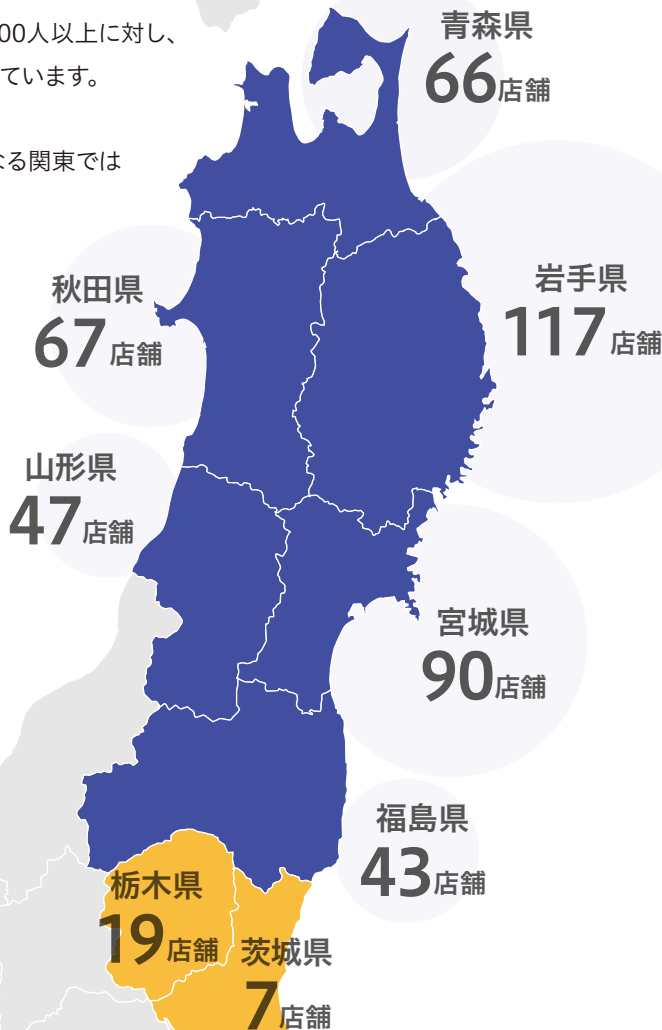 00人以上に対し、
ています。
なる関東では
青森県
66店舗
秋田県
67店舗
岩手県
117店舗
山形県
47店舗
宮城県
90店舗
福島県
43店舗
栃木県
19店舗
茨城県
7店舗